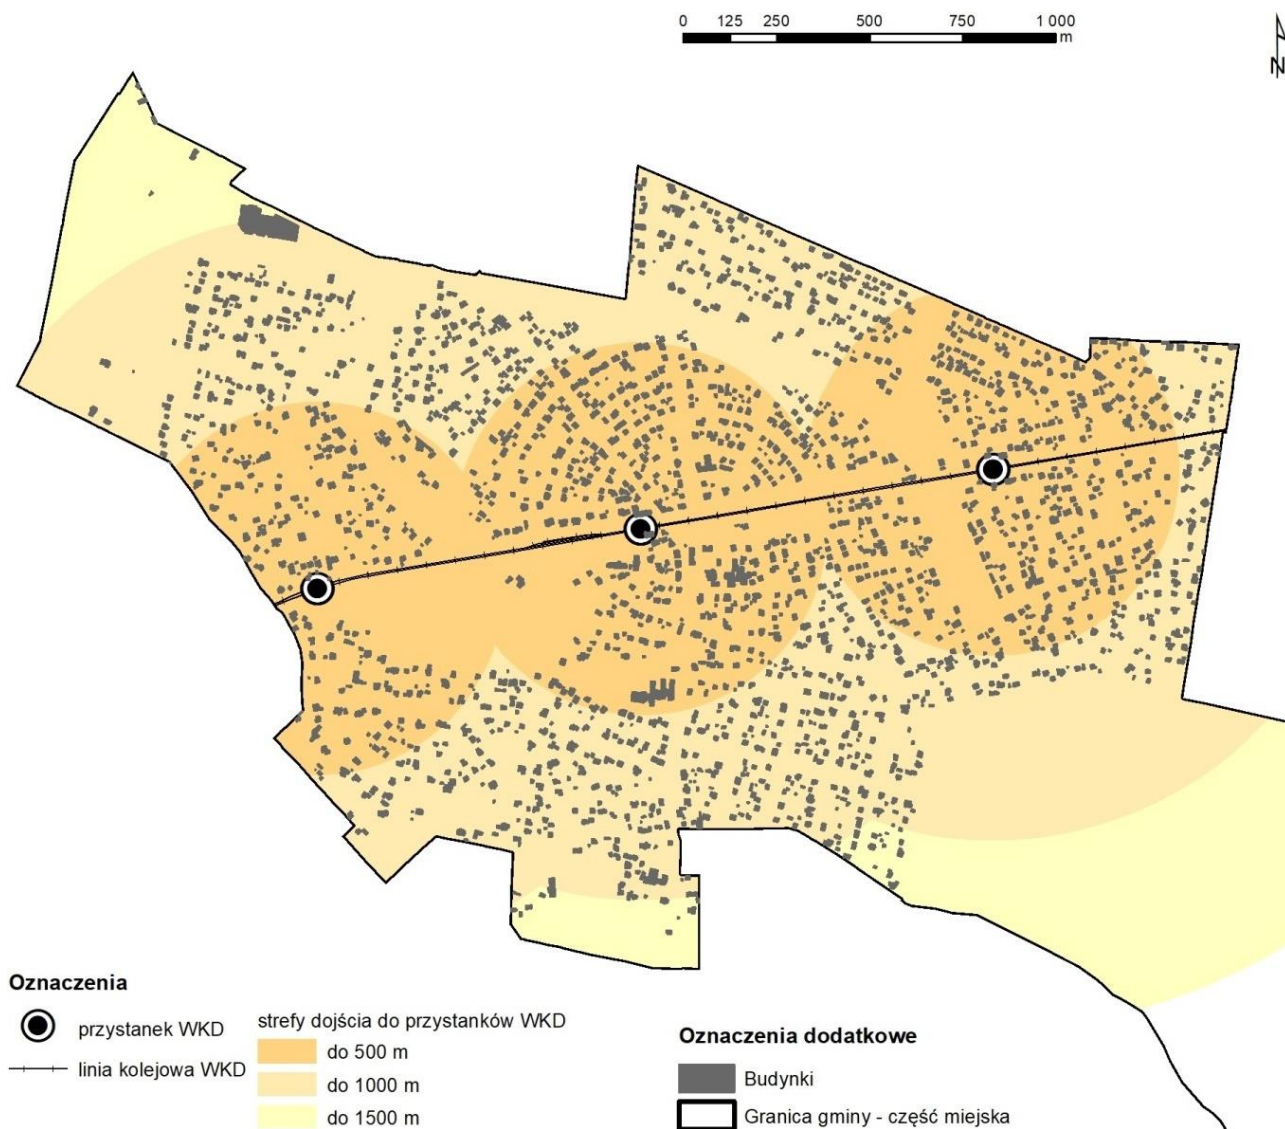 0 125 250 500 750 1 000
m
N
Oznaczenia
przystanek WKD
linia kolejowa WKD
strefy dojścia do przystanków WKD
do 500 m
do 1000 m
do 1500 m
Oznaczenia dodatkowe
Budynki
Granica gminy - część miejska